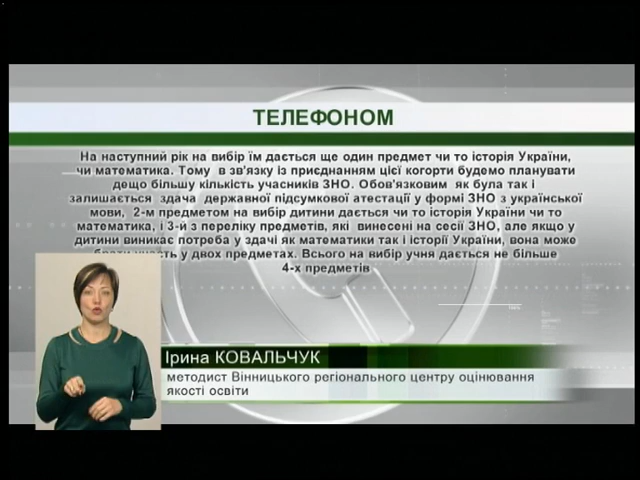 ТЕЛЕФОНОМ
На наступний рік на вибір їм дається ще один предмет чи то історія України,
чи математика. Тому в зв'язку із приєднанням цієї когорти будемо планувати
дещо більшу кількість учасників ЗНО. Обов'язковим як була так і
залишається здача державної підсумкової атестації у формі ЗНО з української
мови, 2-м предметом на вибір дитини дається чи то історія України чи то
математика, і 3-й з переліку предметів, які винесені на сесії ЗНО, але якщо у
дитини виникає потреба у здачі як математики так і історії України, вона може
брати участь у двох предметах. Всього на вибір учня дається не більше
4-х предметів
Ірина КОВАЛЬЧУК
методист Вінницького регіонального центру оцінювання
якості освіти